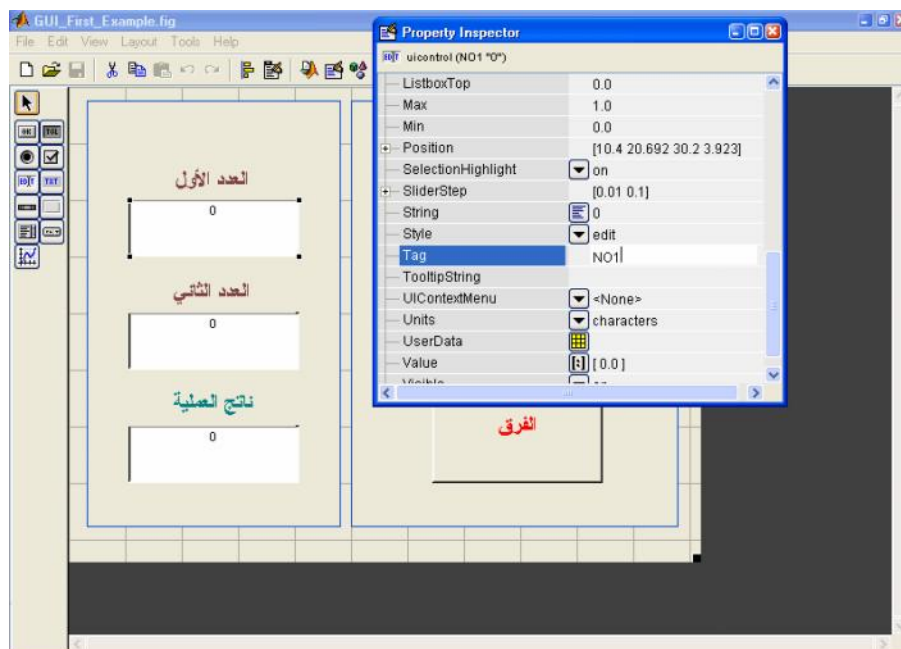 GUI_First_Example.fig
File Edit View Layout Tools Help
العدد الأول
0
العدد الثاني
0
ناتج العملية
0
الفرق
Property Inspector
uicontrol (NO1 "0")
ListboxTop 0.0
Max 1.0
Min 0.0
Position [10.4 20.692 30.2 3.923]
SelectionHighlight on
SliderStep [0.01 0.1]
String 0
Style edit
Tag NO1
TooltipString
UIContextMenu <None>
Units characters
UserData
Value [ 0.0 ]